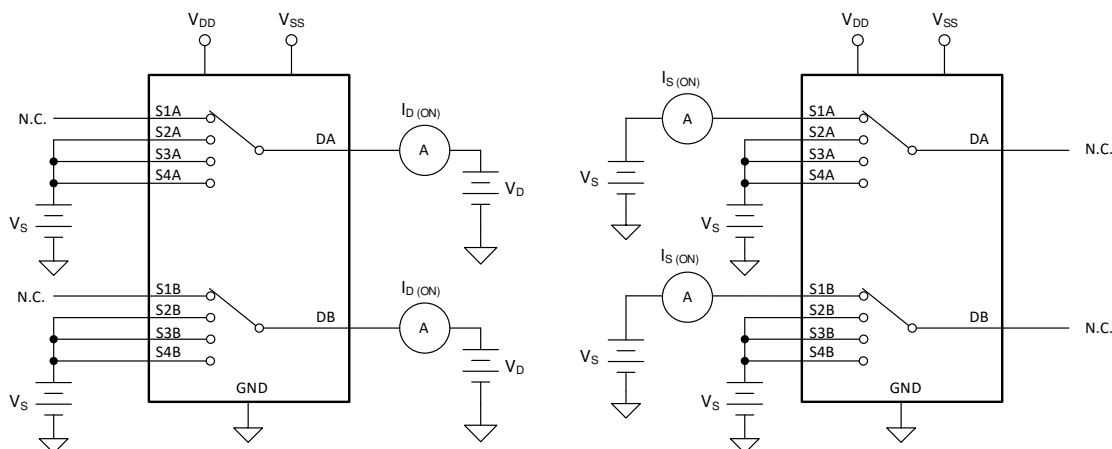 VDD VSS
N.C. S1A
S2A
S3A
S4A
DA
ID (ON)
A
VD
VS
N.C. S1B
S2B
S3B
S4B
DB
ID (ON)
A
VD
VS
GND
VDD VSS
IS (ON)
A
S1A
S2A
S3A
S4A
DA
N.C.
VS
VS
IS (ON)
A
S1B
S2B
S3B
S4B
DB
N.C.
VS
VS
GND